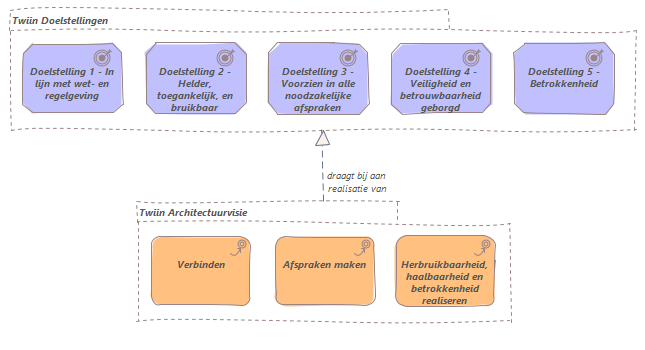 Twiin Doelstellingen
Doelstelling 1 - In
lijn met wet- en
regelgeving
Doelstelling 2 -
Helder,
toegankelijk, en
bruikbaar
Doelstelling 3 -
Voorzien in alle
noodzakelijke
afspraken
Doelstelling 4 -
Veiligheid en
betrouwbaarheid
geborgd
Doelstelling 5 -
Betrokkenheid
draagt bij aan
realisatie van
Twiin Architectuurvisie
Verbinden
Afspraken maken
Herbruikbaarheid,
haalbaarheid en
betrokkenheid
realiseren